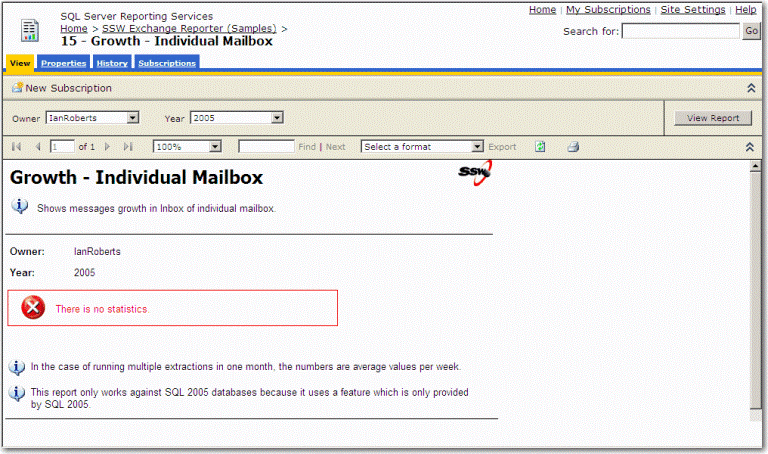 SQL Server Reporting Services
Home | My Subscriptions | Site Settings | Help
Home > SSW Exchange Reporter (Samples) >
15 - Growth - Individual Mailbox
Search for: Go
View Properties History Subscriptions
New Subscription
Owner IanRoberts Year 2005 View Report
1 of 1 100% Find | Next Select a format Export
Growth - Individual Mailbox
SSW
Shows messages growth in Inbox of individual mailbox.
Owner: IanRoberts
Year: 2005
There is no statistics.
In the case of running multiple extractions in one month, the numbers are average values per week.
This report only works against SQL 2005 databases because it uses a feature which is only provided
by SQL 2005.